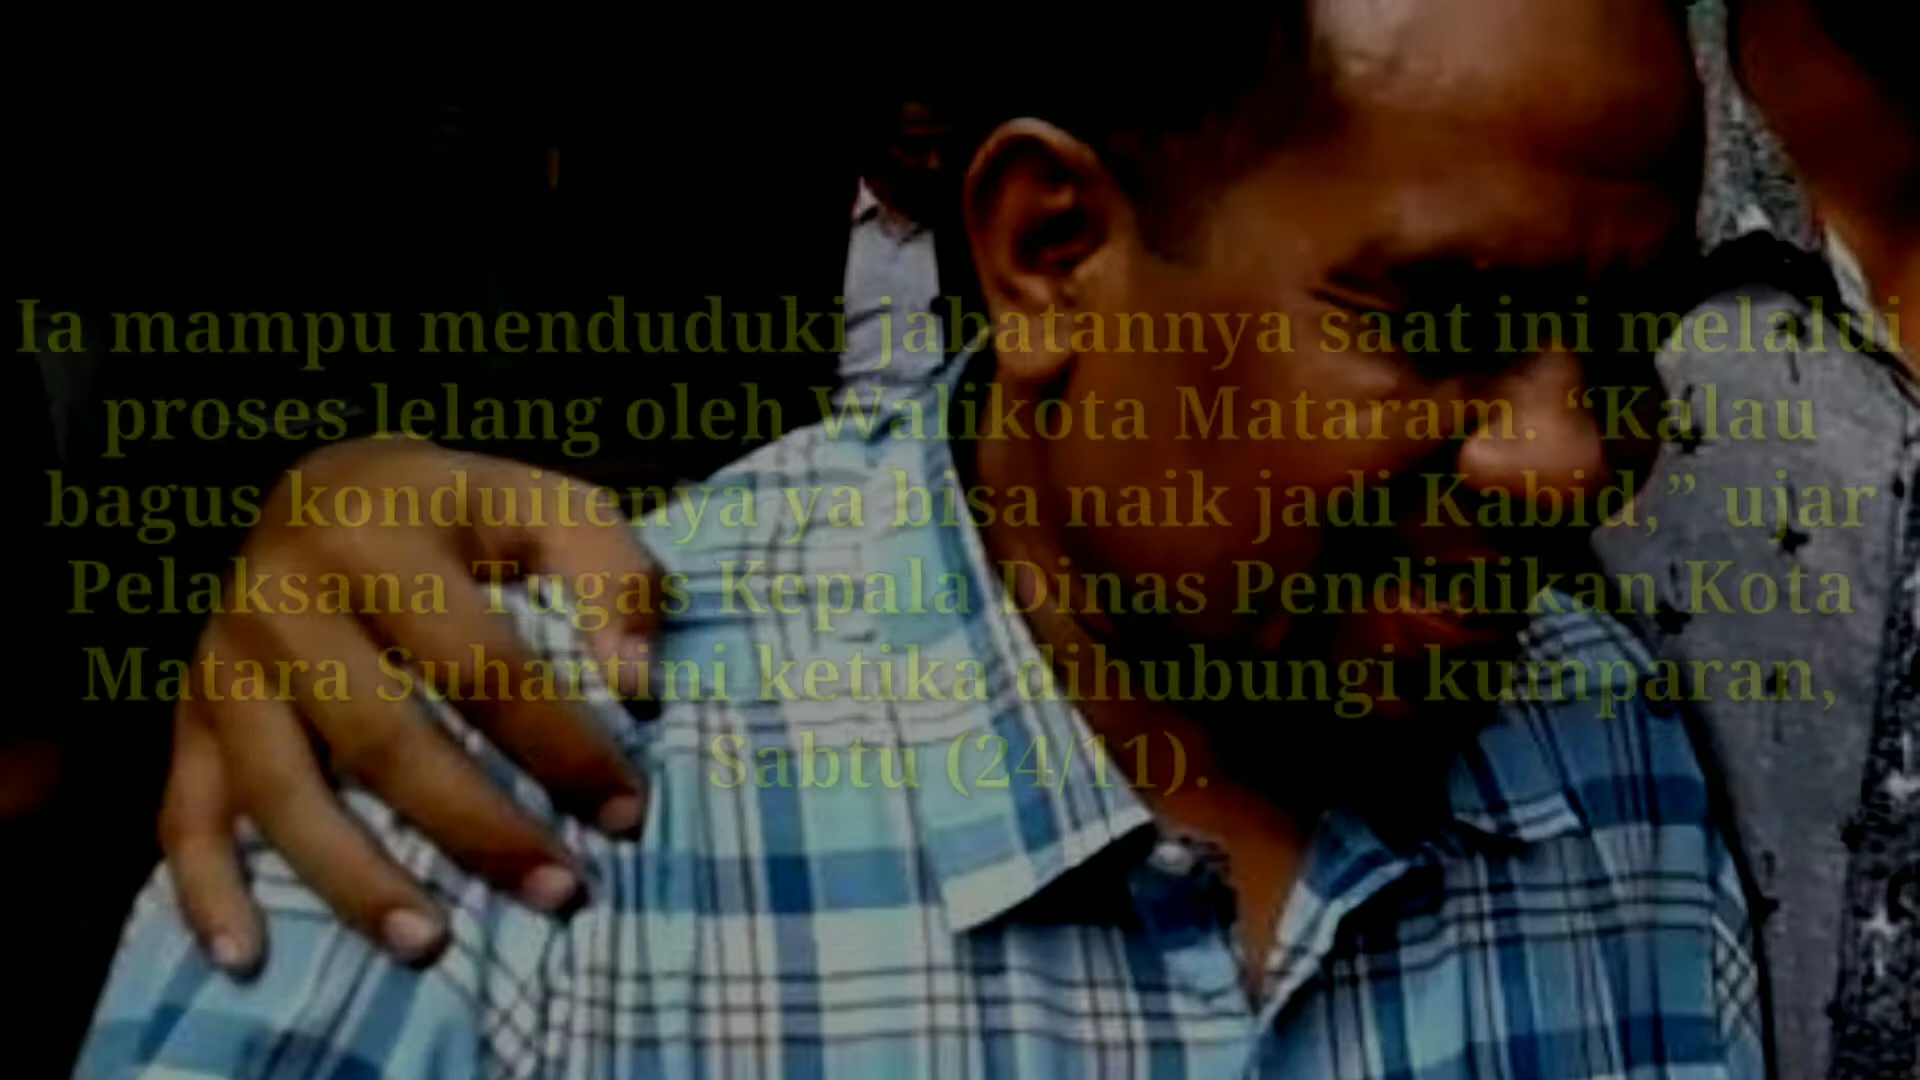 Ia mampu menduduki jabatannya saat ini melalui
proses lelang oleh Walikota Mataram. “Kalau
bagus konduitenya ya bisa naik jadi Kabid,” ujar
Pelaksana Tugas Kepala Dinas Pendidikan Kota
Matara Suhartini ketika dihubungi kumparan,
Sabtu (24/11).